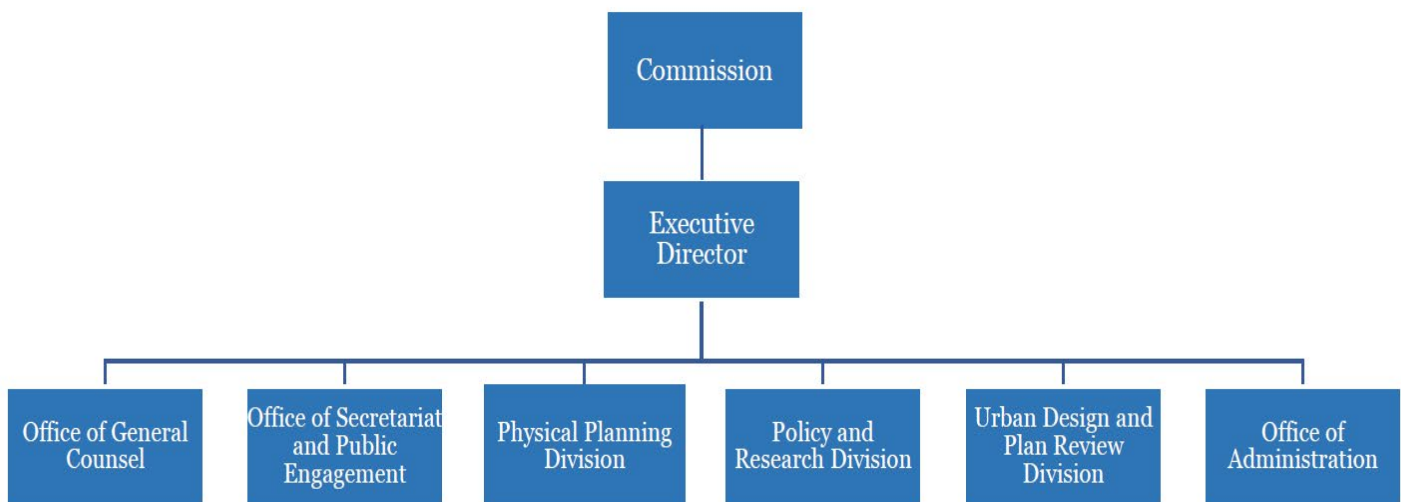 Commission
Executive
Director
Office of General
Counsel
Office of Secretariat
and Public
Engagement
Physical Planning
Division
Policy and
Research Division
Urban Design and
Plan Review
Division
Office of
Administration